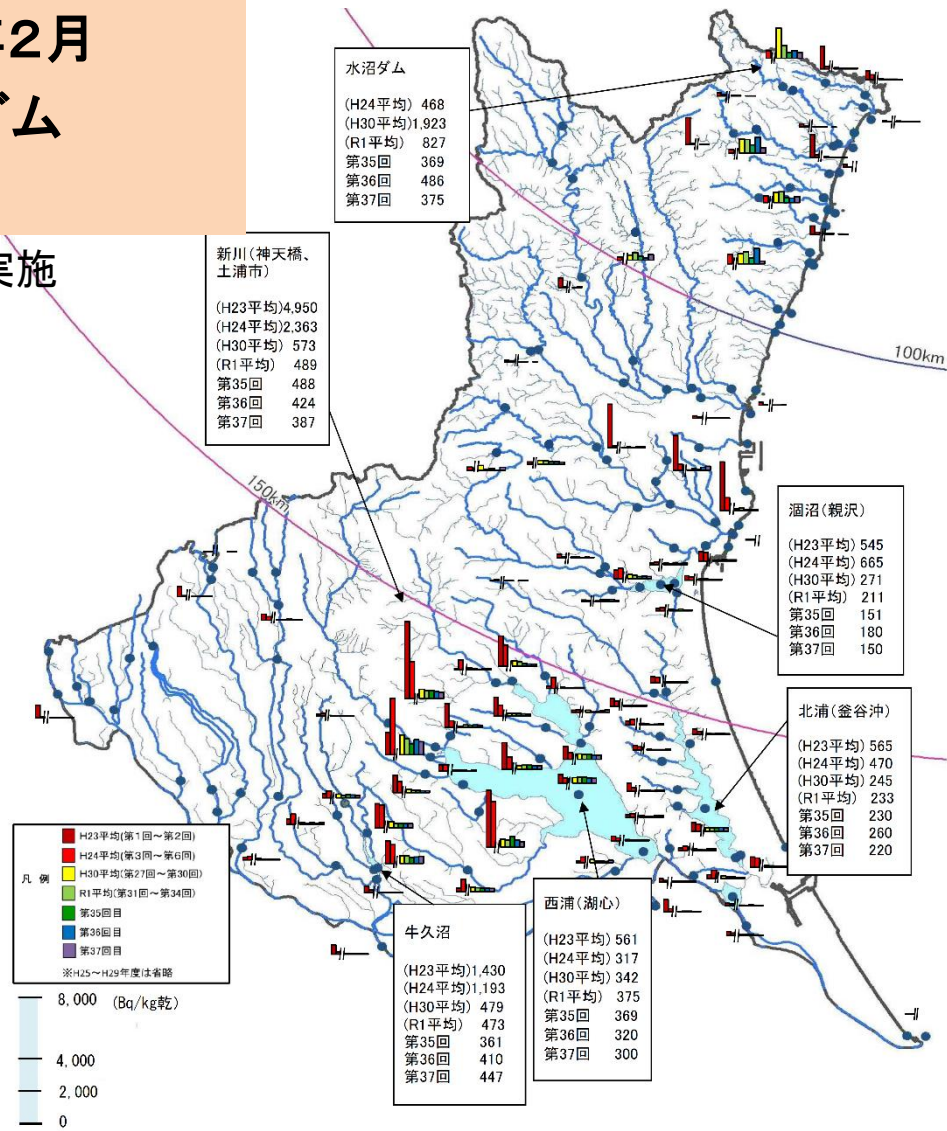 年2月
ダム
実施
水沼ダム
(H24平均) 468
(H30平均)1,923
(R1平均) 827
第35回 369
第36回 486
第37回 375
新川(神天橋、
土浦市)
(H23平均)4,950
(H24平均)2,363
(H30平均) 573
(R1平均) 489
第35回 488
第36回 424
第37回 387
100km
150km
涸沼(親沢)
(H23平均) 545
(H24平均) 665
(H30平均) 271
(R1平均) 211
第35回 151
第36回 180
第37回 150
北浦(釜谷沖)
(H23平均) 565
(H24平均) 470
(H30平均) 245
(R1平均) 233
第35回 230
第36回 260
第37回 220
凡例
H23平均(第1回~第2回)
H24平均(第3回~第6回)
H30平均(第27回~第30回)
R1平均(第31回~第34回)
第35回目
第36回目
第37回目
※H25~H29年度は省略
牛久沼
(H23平均)1,430
(H24平均)1,193
(H30平均) 479
(R1平均) 473
第35回 361
第36回 410
第37回 447
西浦(湖心)
(H23平均) 561
(H24平均) 317
(H30平均) 342
(R1平均) 375
第35回 369
第36回 320
第37回 300
8,000 (Bq/kg乾)
4,000
2,000
0